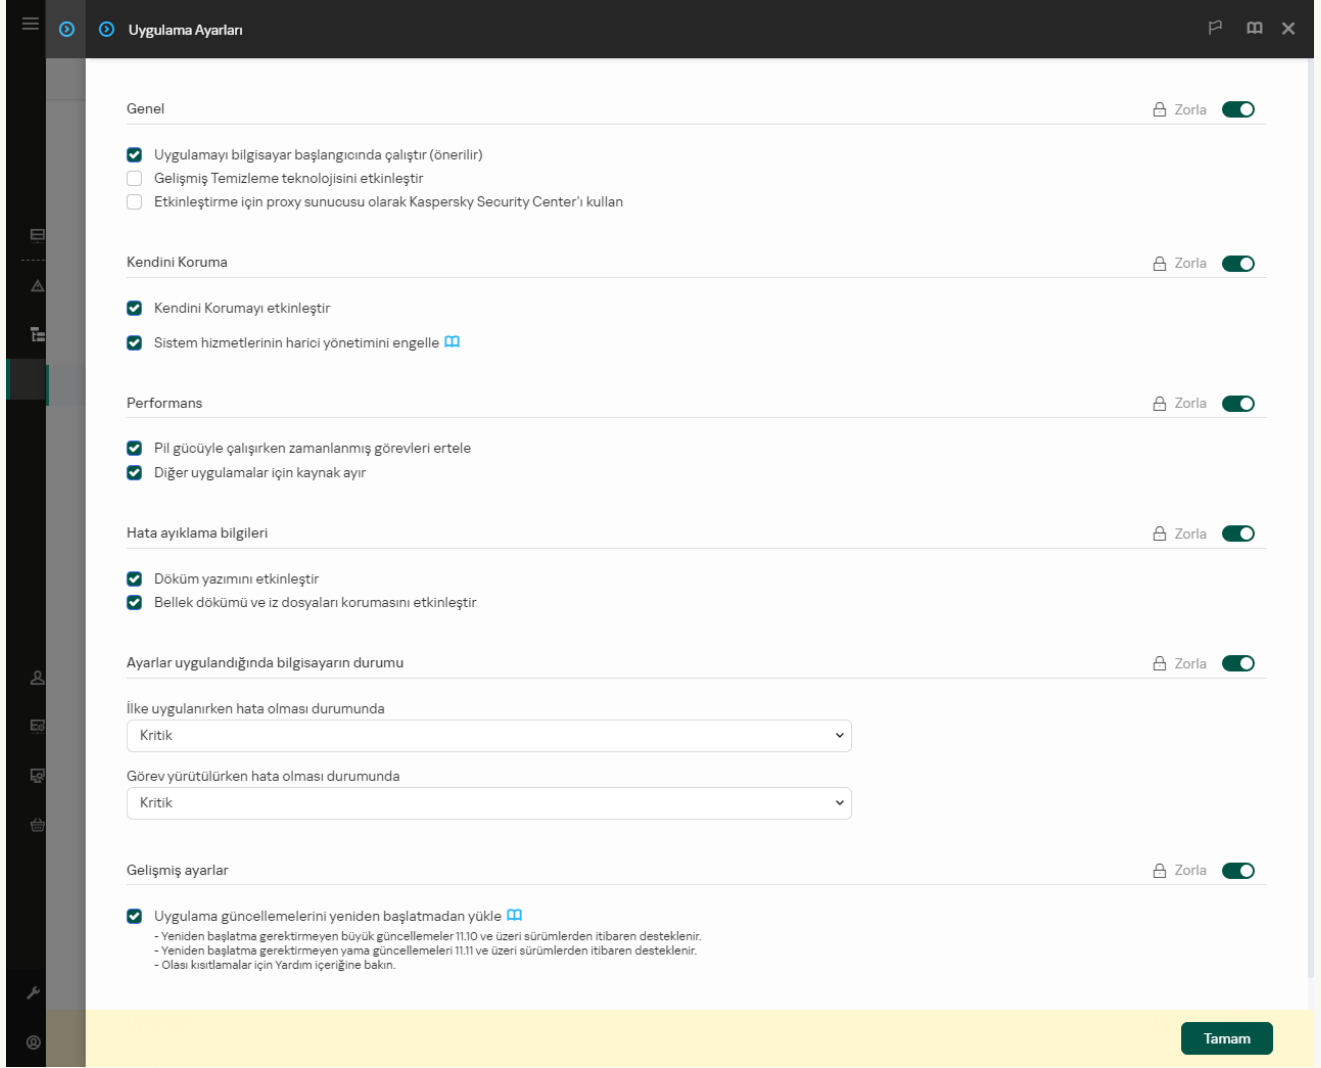 Uygulama Ayarları
Genel
Zorla
Uygulamayı bilgisayar başlangıcında çalıştır (önerilir)
Gelişmiş Temizleme teknolojisini etkinleştir
Etkinleştirme için proxy sunucusu olarak Kaspersky Security Center'ı kullan
Kendini Koruma
Zorla
Kendini Korumayı etkinleştir
Sistem hizmetlerinin harici yönetimini engelle
Performans
Zorla
Pil gücüyle çalışırken zamanlanmış görevleri ertele
Diğer uygulamalar için kaynak ayır
Hata ayıklama bilgileri
Zorla
Döküm yazımını etkinleştir
Bellek dökümü ve iz dosyaları korumasını etkinleştir
Ayarlar uygulandığında bilgisayarın durumu
Zorla
İlke uygulanırken hata olması durumunda
Kritik
Görev yürütülürken hata olması durumunda
Kritik
Gelişmiş ayarlar
Zorla
Uygulama güncellemelerini yeniden başlatmadan yükle
- Yeniden başlatma gerektirmeyen büyük güncellemeler 11.10 ve üzeri sürümlerden itibaren desteklenir.
- Yeniden başlatma gerektirmeyen yama güncellemeleri 11.11 ve üzeri sürümlerden itibaren desteklenir.
- Olası kısıtlamalar için Yardım içeriğine bakın.
Tamam